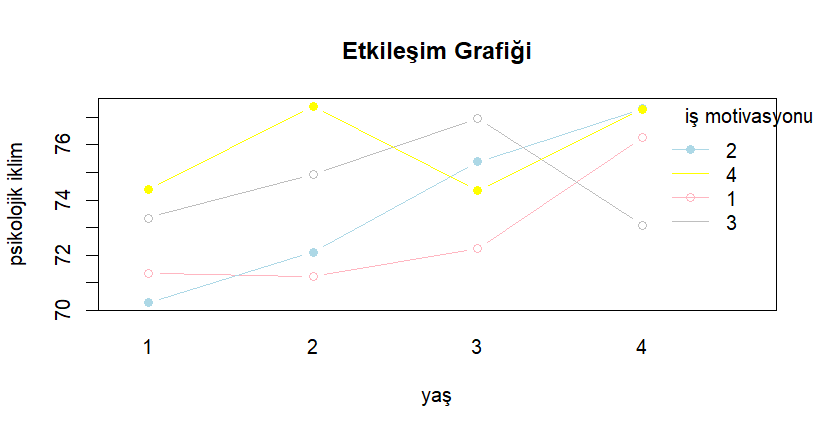 Etkileşim Grafiği
psikolojik iklim
76
74
72
70
1 2 3 4
yaş
iş motivasyonu
2
4
1
3